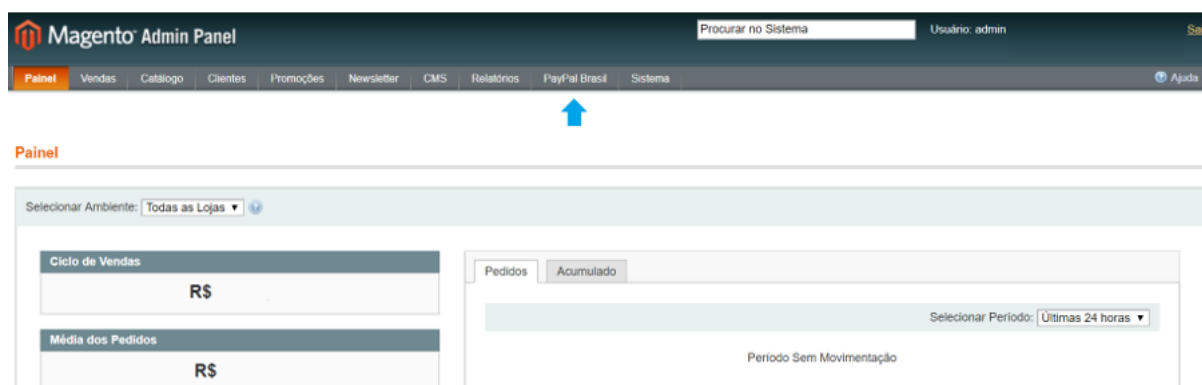 Magento Admin Panel
Procurar no Sistema
Usuário: admin
Painel Vendas Catálogo Clientes Promoções Newsletter CMS Relatórios PayPal Brasil Sistema Ajuda
Painel
Selecionar Ambiente: Todas as Lojas
Ciclo de Vendas
R$
Média dos Pedidos
R$
Pedidos Acumulado
Selecionar Período: Últimas 24 horas
Período Sem Movimentação